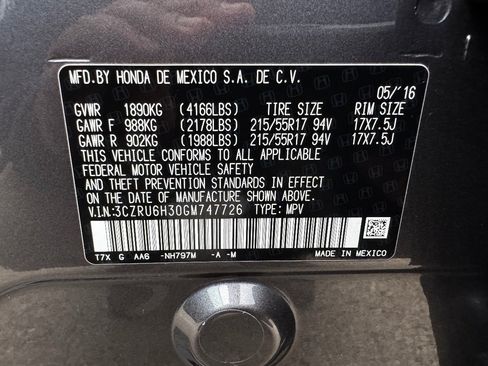 MFD.BY HONDA DE MEXICO S.A. DE C.V.
05/'16
GVWR 1890KG (4166LBS) TIRE SIZE RIM SIZE
GAWR F 988KG (2178LBS) 215/55R17 94V 17X7.5J
GAWR R 902KG (1988LBS) 215/55R17 94V 17X7.5J
THIS VEHICLE CONFORMS TO ALL APPLICABLE
FEDERAL MOTOR VEHICLE SAFETY
AND THEFT PREVENTION STANDARDS IN EFFECT
ON THE DATE OF MANUFACTURE SHOWN ABOVE.
V.I.N:3CZRU6H30GM747726 TYPE: MPV
T7X G AA6 -NH797M -A -M MADE IN MEXICO